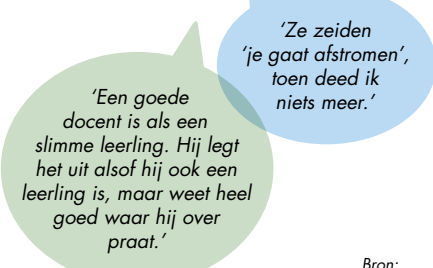 ‘Ze zeiden
‘je gaat afstromen’,
toen deed ik
niets meer.’
‘Een goede
docent is als een
slimme leerling. Hij legt
het uit alsof hij ook een
leerling is, maar weet heel
goed waar hij over
praat.’
Bron: